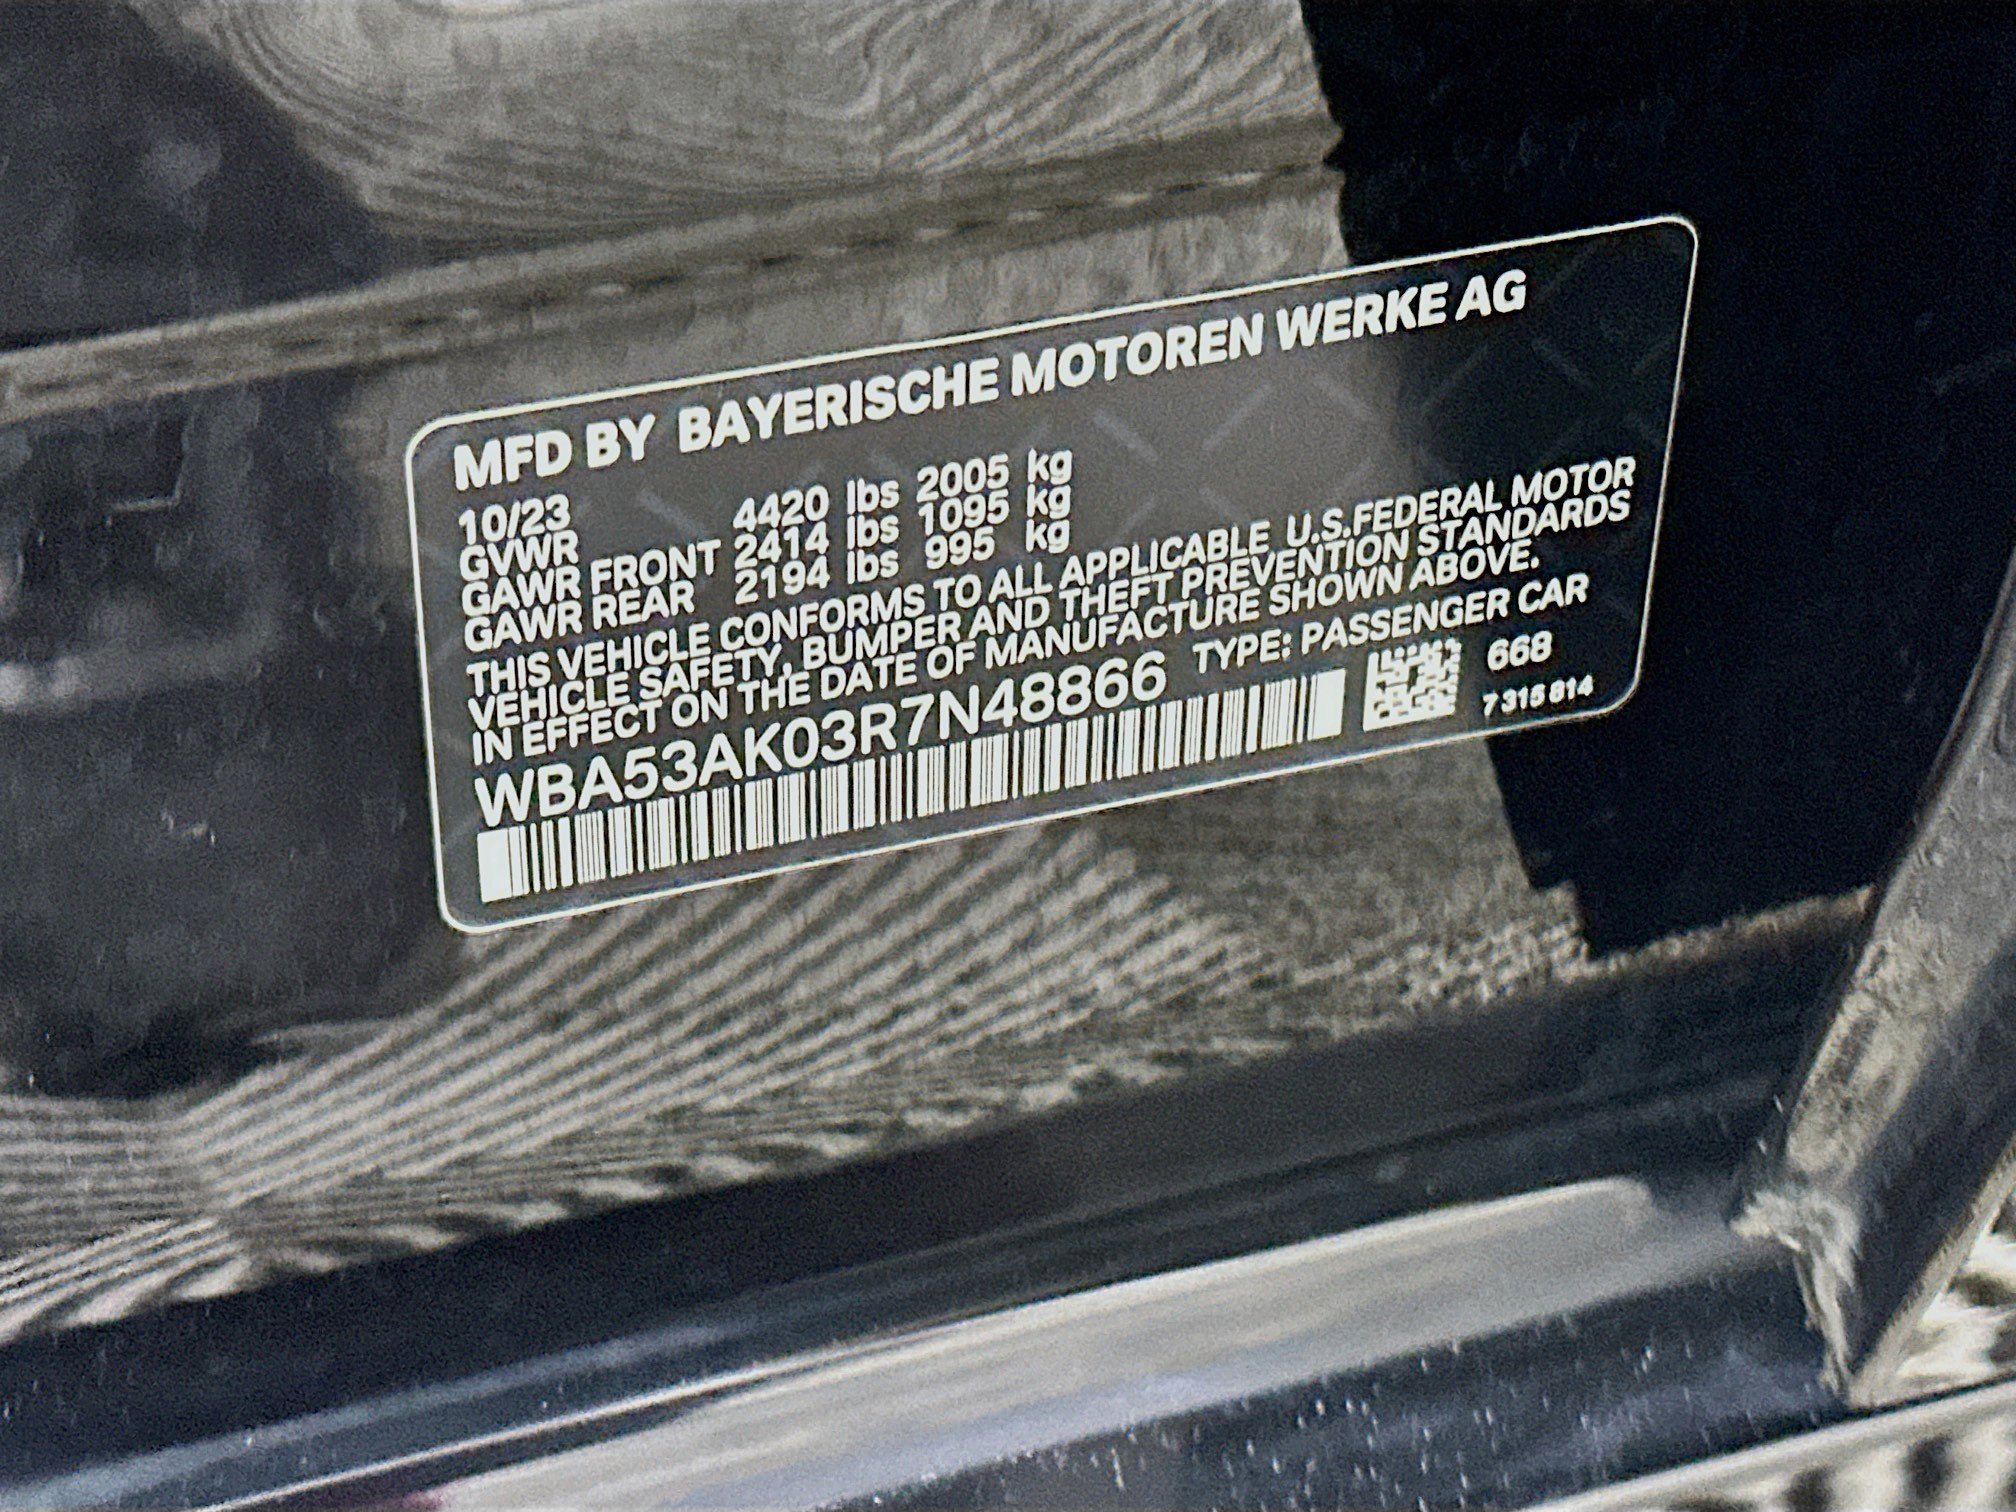 MFD BY BAYERISCHE MOTOREN WERKE AG
10/23
GVWR 4420 lbs 2005 kg
GAWR FRONT 2414 lbs 1095 kg
GAWR REAR 2194 lbs 995 kg
THIS VEHICLE CONFORMS TO ALL APPLICABLE U.S.FEDERAL MOTOR
VEHICLE SAFETY, BUMPER AND THEFT PREVENTION STANDARDS
IN EFFECT ON THE DATE OF MANUFACTURE SHOWN ABOVE.
WBA53AK03R7N48866 TYPE: PASSENGER CAR
668
7 315 814